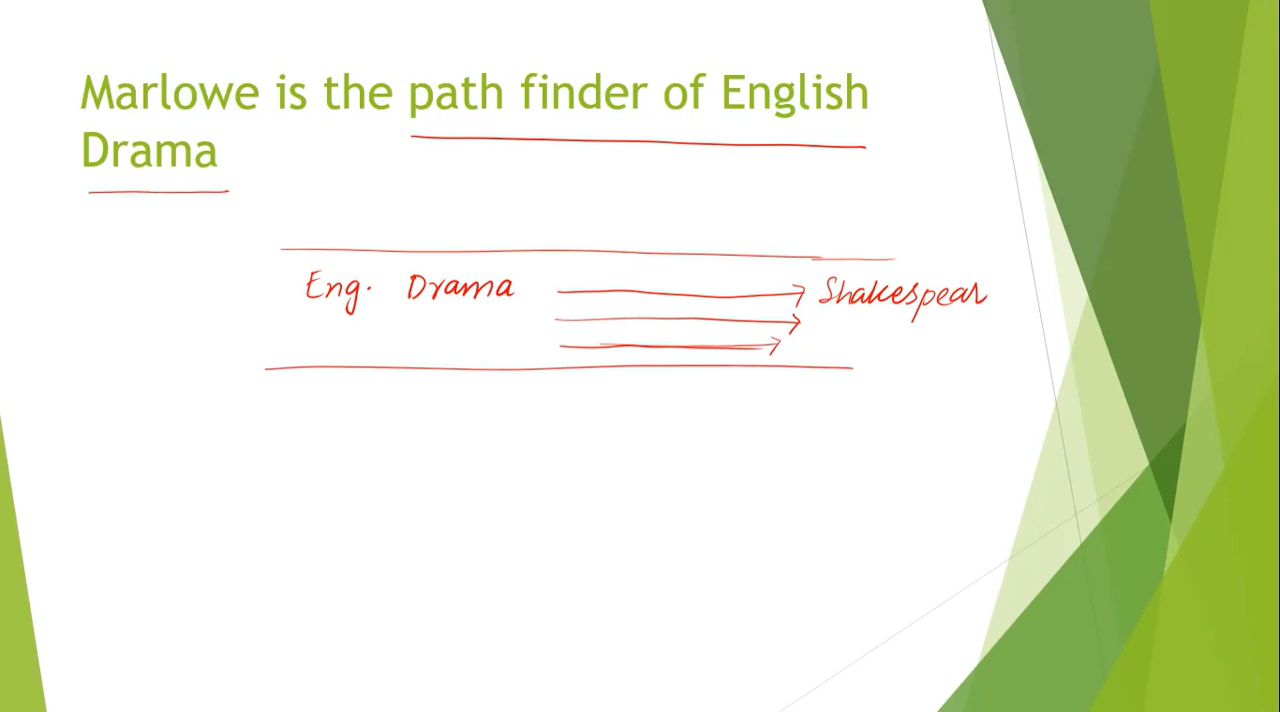 Marlowe is the path finder of English
Drama
Eng. Drama Shakespear